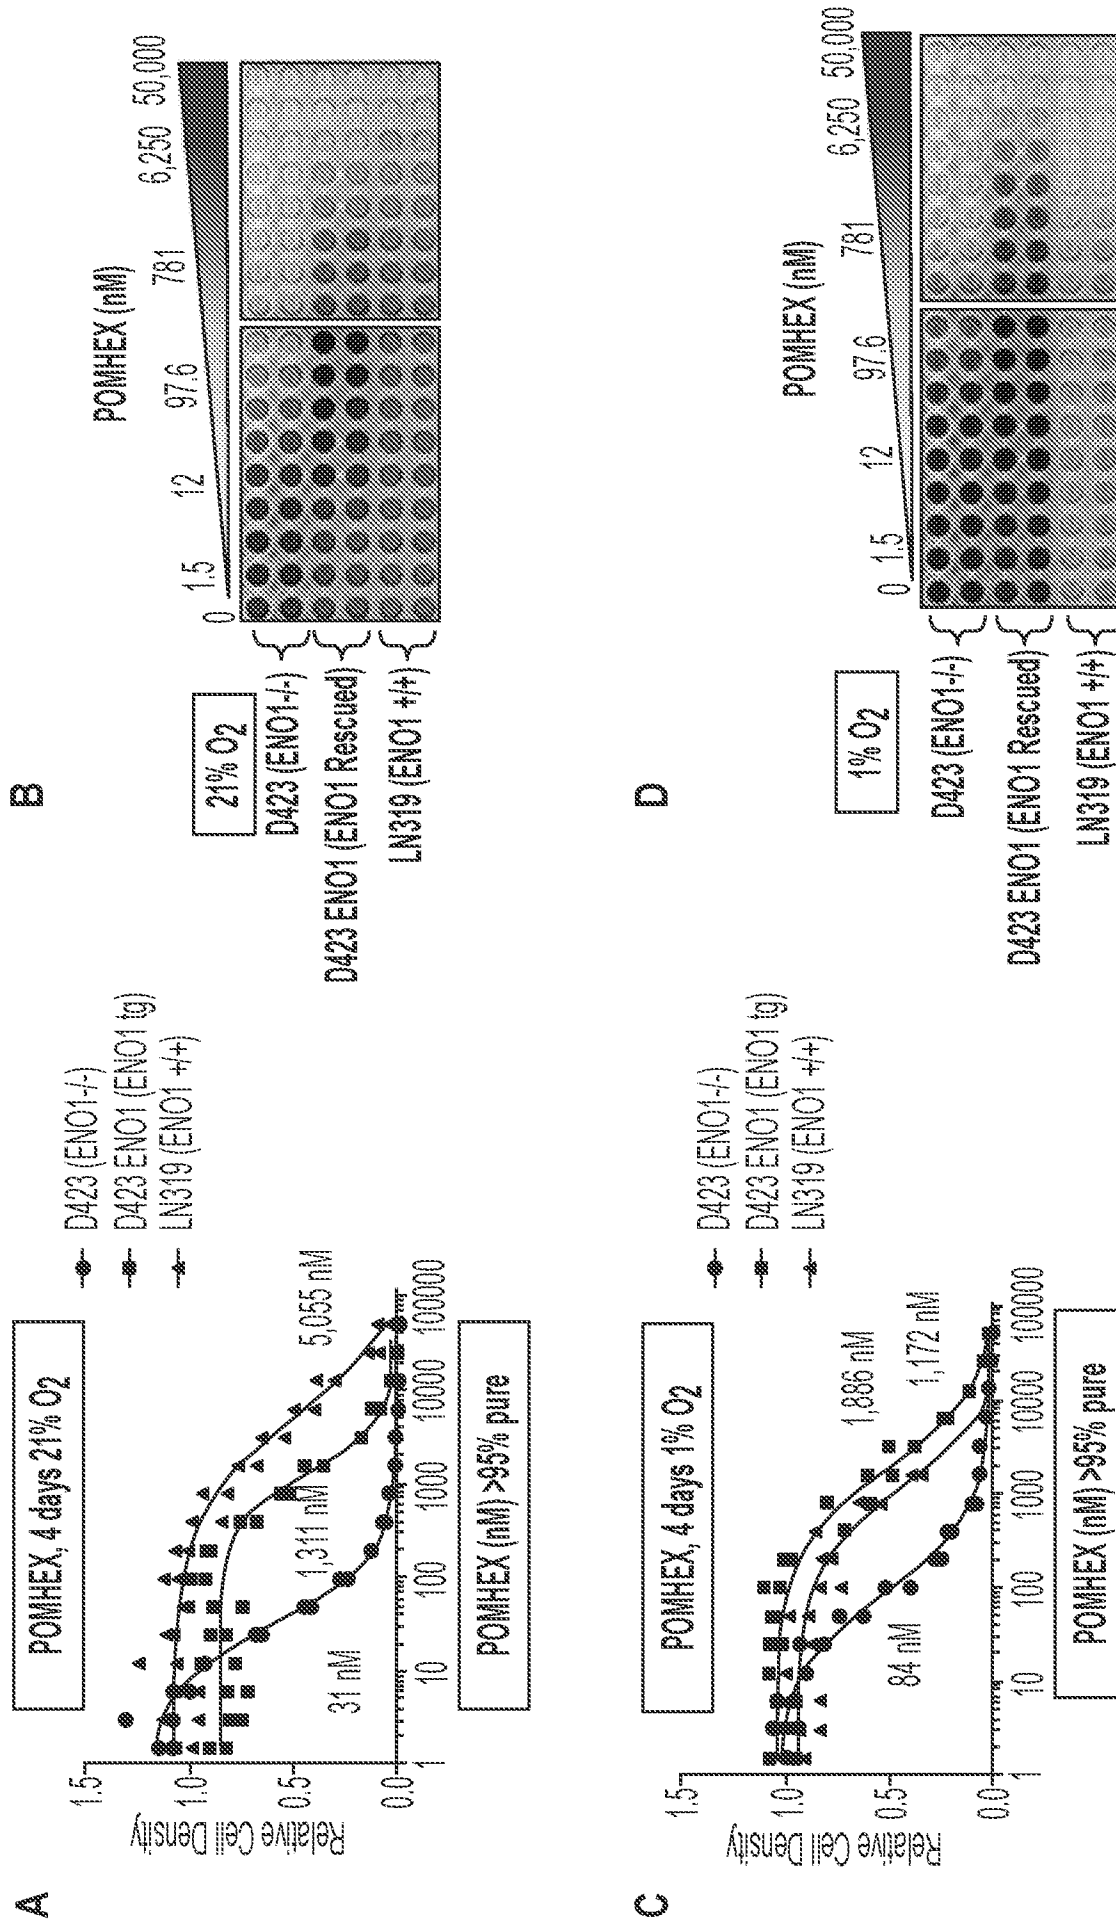 A
POMHEX, 4 days 21% O2
D423 (ENO1-/-)
D423 ENO1 (ENO1 tg)
LN319 (ENO1 +/+)
Relative Cell Density
1.5
1.0
0.5
0.0
31 nM
1,311 nM
5,055 nM
1 10 100 1000 10000 100000
POMHEX (nM) >95% pure
B
POMHEX (nM)
0 1.5 12 97.6 781 6,250 50,000
21% O2
D423 (ENO1-/-)
D423 ENO1 (ENO1 Rescued)
LN319 (ENO1 +/+)
C
POMHEX, 4 days 1% O2
D423 (ENO1-/-)
D423 ENO1 (ENO1 tg)
LN319 (ENO1 +/+)
Relative Cell Density
1.5
1.0
0.5
0.0
84 nM
1,886 nM
1,172 nM
1 10 100 1000 10000 100000
POMHEX (nM) >95% pure
D
POMHEX (nM)
0 1.5 12 97.6 781 6,250 50,000
1% O2
D423 (ENO1-/-)
D423 ENO1 (ENO1 Rescued)
LN319 (ENO1 +/+)